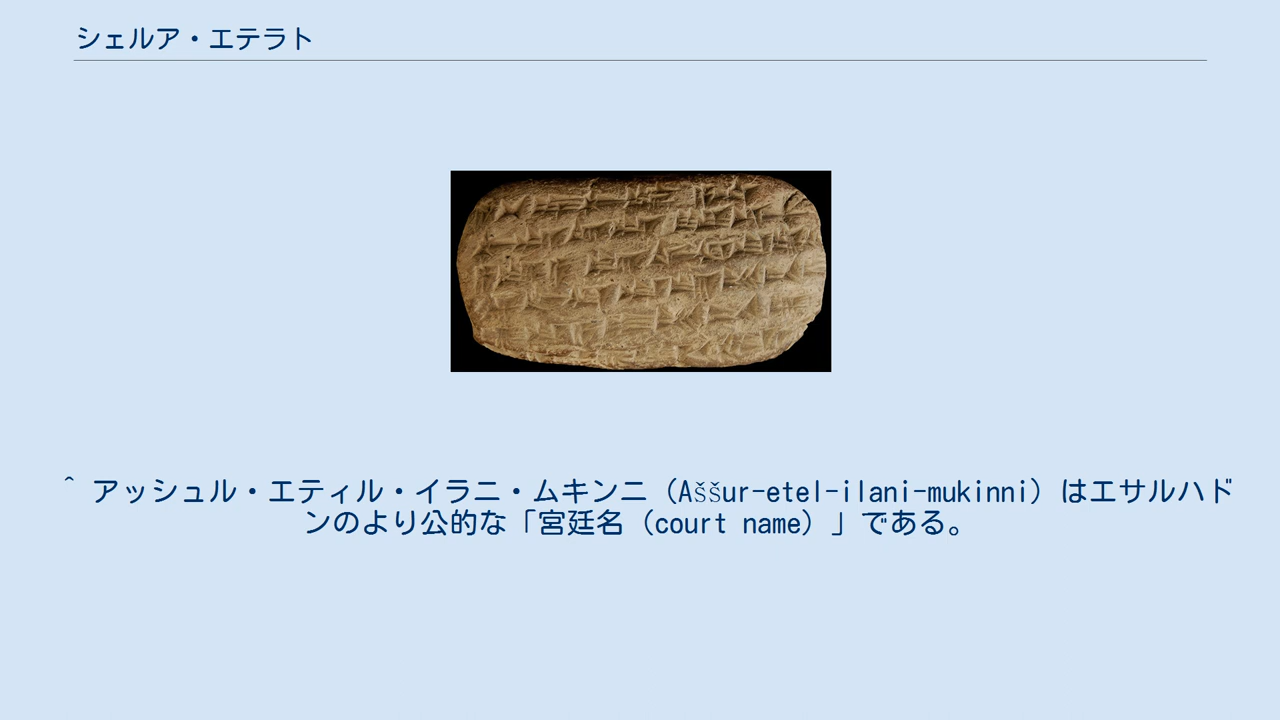 シェルア・エテラト
^ アッシュル・エティル・イラニ・ムキンニ（Aššur-etel-ilani-mukinni）はエサルハド
ンのより公的な「宮廷名（court name）」である。